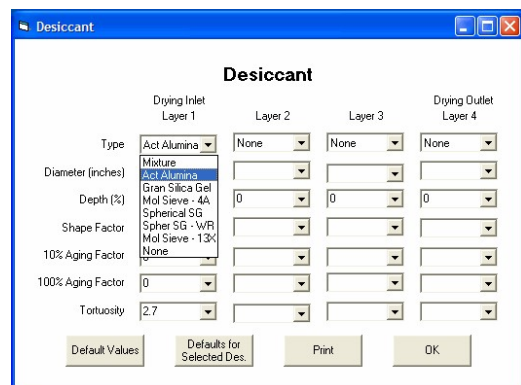 Desiccant
Desiccant
Drying Inlet
Layer 1
Layer 2
Layer 3
Drying Outlet
Layer 4
Type
Act Alumina
None
None
None
Mixture
Act Alumina
Gran Silica Gel
Mol Sieve - 4A
Spherical SG
Spher SG - WR
Mol Sieve - 13X
None
Diameter (inches)
Depth (%)
0
0
0
Shape Factor
10% Aging Factor
100% Aging Factor
0
Tortuosity
2.7
Default Values
Defaults for
Selected Des.
Print
OK